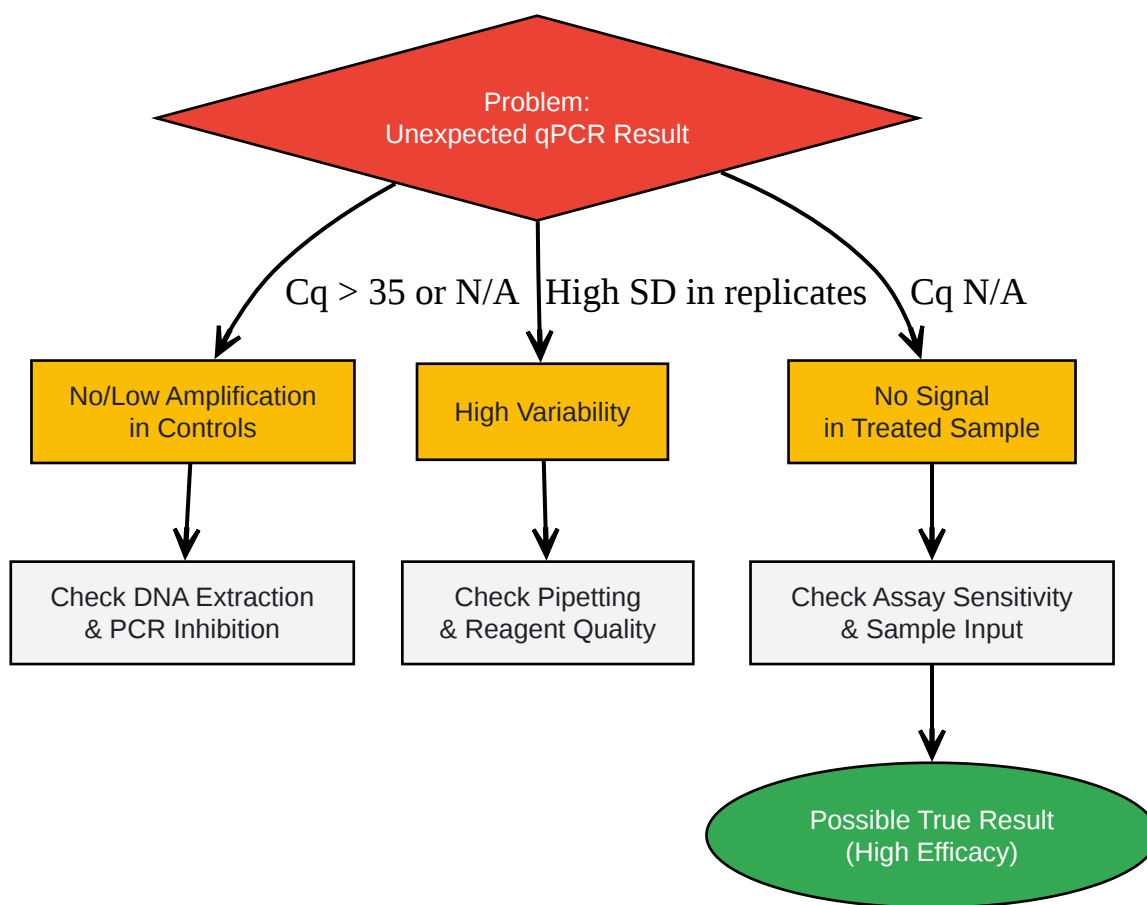 Problem:
Unexpected qPCR Result
Cq > 35 or N/A
High SD in replicates
Cq N/A
No/Low Amplification
in Controls
High Variability
No Signal
in Treated Sample
Check DNA Extraction
& PCR Inhibition
Check Pipetting
& Reagent Quality
Check Assay Sensitivity
& Sample Input
Possible True Result
(High Efficacy)